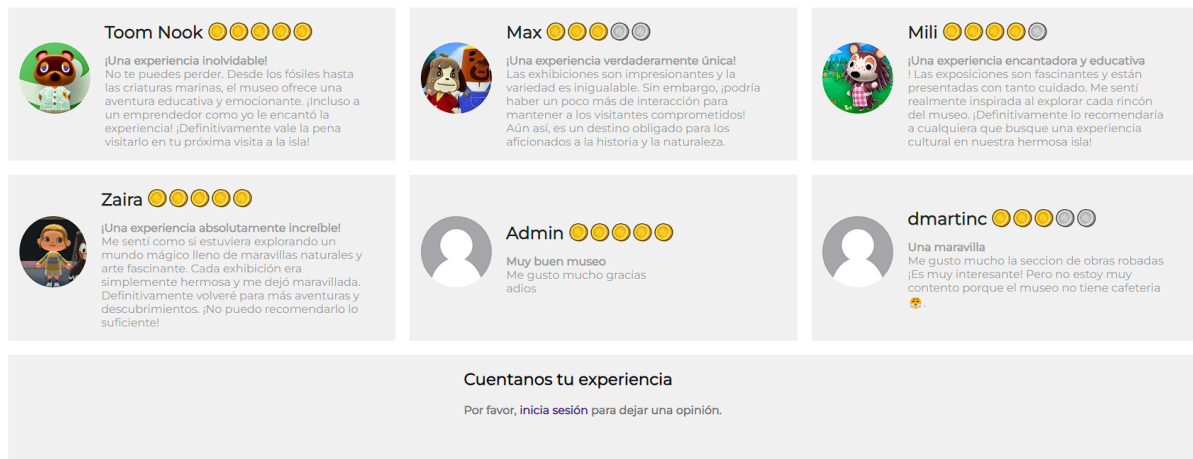 Toom Nook
¡Una experiencia inolvidable!
No te puedes perder. Desde los fósiles hasta
las criaturas marinas, el museo ofrece una
aventura educativa y emocionante. ¡Incluso a
un emprendedor como yo le encantó la
experiencia! ¡Definitivamente vale la pena
visitarlo en tu próxima visita a la isla!
Max
¡Una experiencia verdaderamente única!
Las exhibiciones son impresionantes y la
variedad es inigualable. Sin embargo, ¡podría
haber un poco más de interacción para
mantener a los visitantes comprometidos!
Aún así, es un destino obligado para los
aficionados a la historia y la naturaleza.
Mili
¡Una experiencia encantadora y educativa
! Las exposiciones son fascinantes y están
presentadas con tanto cuidado. Me sentí
realmente inspirada al explorar cada rincón
del museo. ¡Definitivamente lo recomendaría
a cualquiera que busque una experiencia
cultural en nuestra hermosa isla!
Zaira
¡Una experiencia absolutamente increíble!
Me sentí como si estuviera explorando un
mundo mágico lleno de maravillas naturales y
arte fascinante. Cada exhibición era
simplemente hermosa y me dejó maravillada.
Definitivamente volveré para más aventuras y
descubrimientos. ¡No puedo recomendarlo lo
suficiente!
Admin
Muy buen museo
Me gusto mucho gracias
adios
dmartinc
Una maravilla
Me gusto mucho la seccion de obras robadas
¡Es muy interesante! Pero no estoy muy
contento porque el museo no tiene cafeteria
😤.
Cuentanos tu experiencia
Por favor, inicia sesión para dejar una opinión.